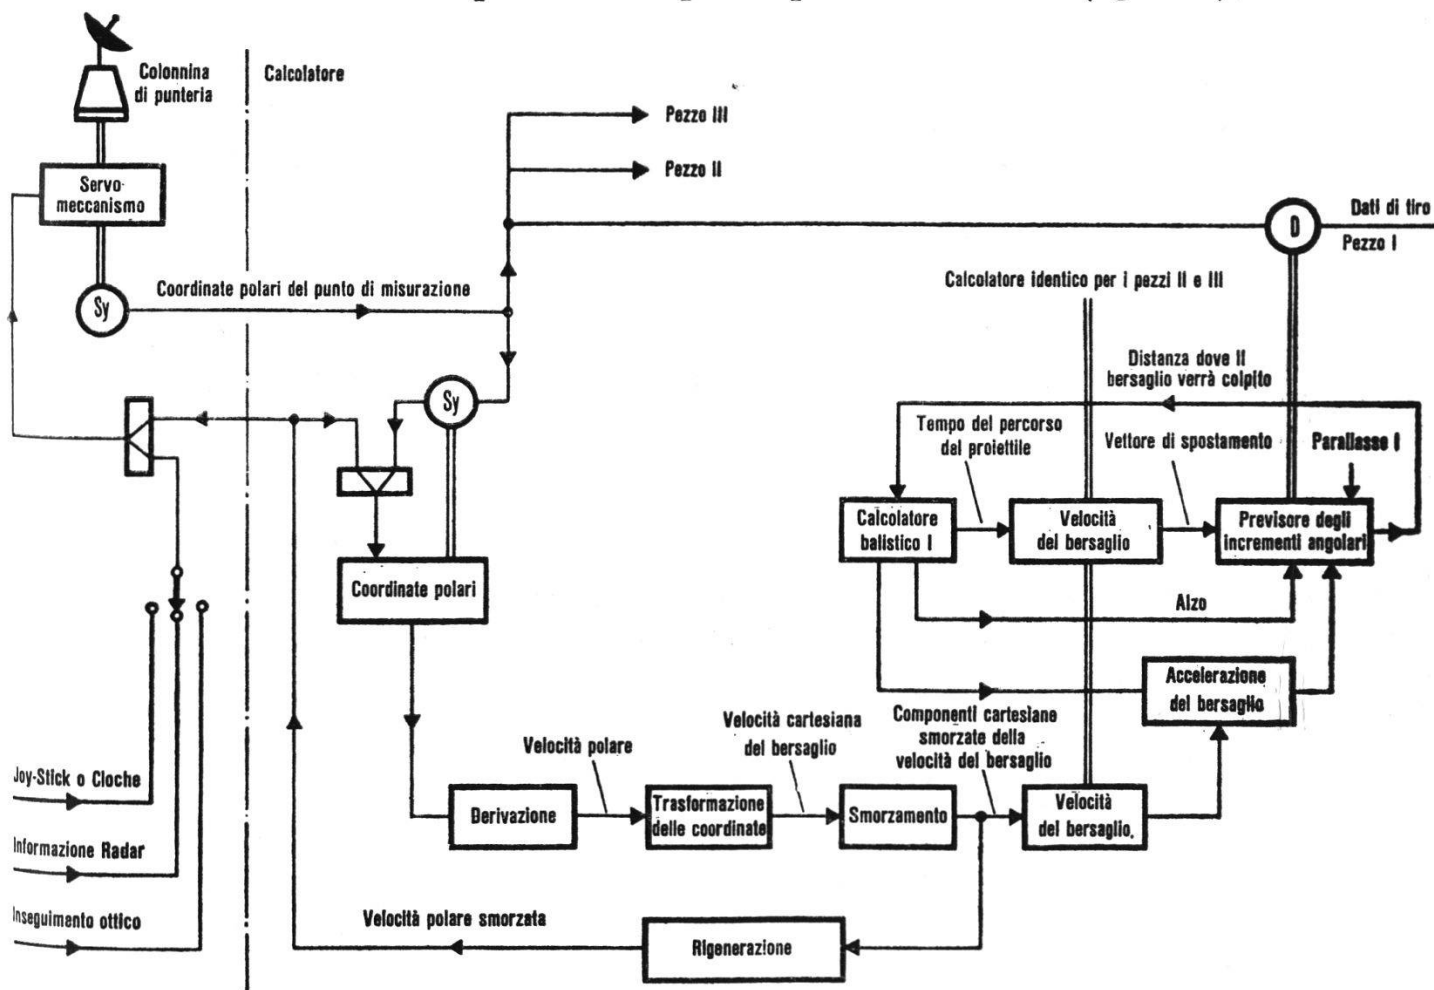 Colonnina
di punteria
Calcolatore
Pezzo III
Pezzo II
Servo-
meccanismo
D
Dati di tiro
Pezzo I
Sy
Coordinate polari del punto di misurazione
Calcolatore identico per i pezzi II e III
Distanza dove Il
bersaglio verrà colpito
Sy
Tempo del percorso
del proiettile
Vettore di spostamento
Parallasse I
Calcolatore
balistico I
Velocità
del bersaglio
Previsore degli
incrementi angolari
Coordinate polari
Alzo
Accelerazione
del bersaglio
Velocità polare
Velocità cartesiana
del bersaglio
Componenti cartesiane
smorzate della
velocità del bersaglio
Joy-Stick o Cloche
Derivazione
Trasformazione
delle coordinate
Smorzamento
Velocità
del bersaglio.
Informazione Radar
Inseguimento ottico
Velocità polare smorzata
Rigenerazione